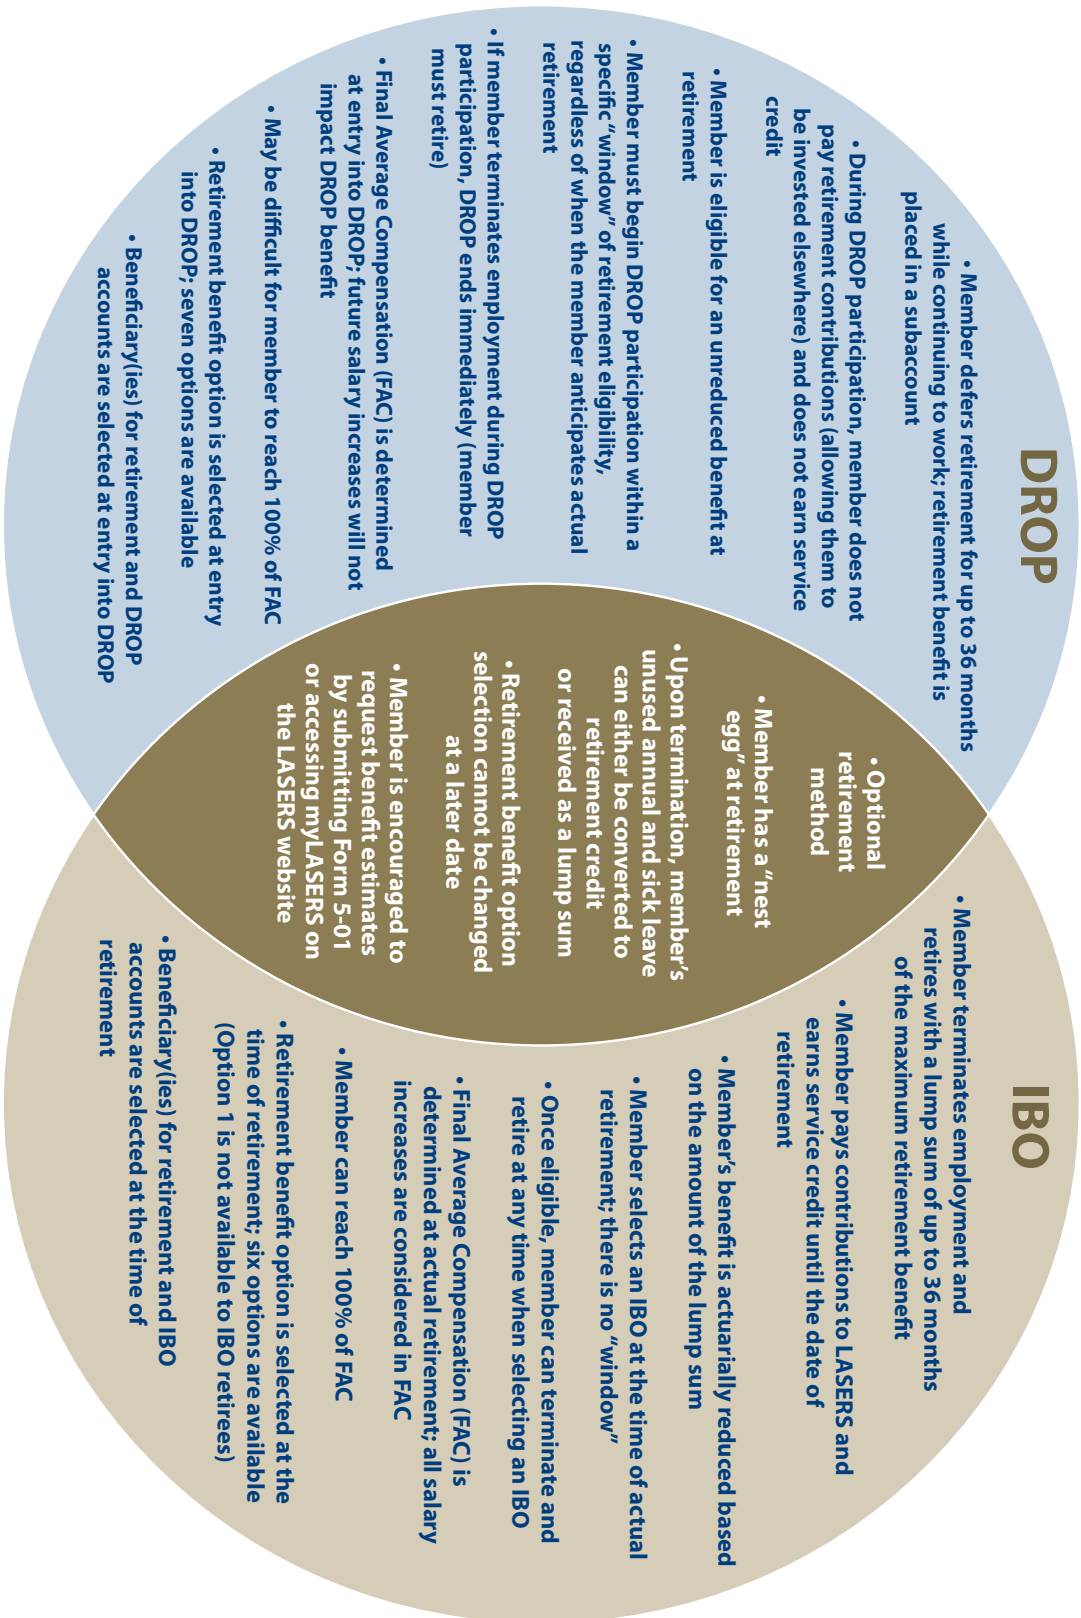 DROP
• Member defers retirement for up to 36 months
while continuing to work; retirement benefit is
placed in a subaccount
• During DROP participation, member does not
pay retirement contributions (allowing them to
be invested elsewhere) and does not earn service
credit
• Member is eligible for an unreduced benefit at
retirement
• Member must begin DROP participation within a
specific “window” of retirement eligibility,
regardless of when the member anticipates actual
retirement
• If member terminates employment during DROP
participation, DROP ends immediately (member
must retire)
• Final Average Compensation (FAC) is determined
at entry into DROP; future salary increases will not
impact DROP benefit
• May be difficult for member to reach 100% of FAC
• Retirement benefit option is selected at entry
into DROP; seven options are available
• Beneficiary(ies) for retirement and DROP
accounts are selected at entry into DROP
• Optional
retirement
method
• Member has a “nest
egg” at retirement
• Upon termination, member’s
unused annual and sick leave
can either be converted to
retirement credit
or received as a lump sum
• Retirement benefit option
selection cannot be changed
at a later date
• Member is encouraged to
request benefit estimates
by submitting Form 5-01
or accessing myLASERS on
the LASERS website
IBO
• Member terminates employment and
retires with a lump sum of up to 36 months
of the maximum retirement benefit
• Member pays contributions to LASERS and
earns service credit until the date of
retirement
• Member’s benefit is actuarially reduced based
on the amount of the lump sum
• Member selects an IBO at the time of actual
retirement; there is no “window”
• Once eligible, member can terminate and
retire at any time when selecting an IBO
• Final Average Compensation (FAC) is
determined at actual retirement; all salary
increases are considered in FAC
• Member can reach 100% of FAC
• Retirement benefit option is selected at the
time of retirement; six options are available
(Option 1 is not available to IBO retirees)
• Beneficiary(ies) for retirement and IBO
accounts are selected at the time of
retirement